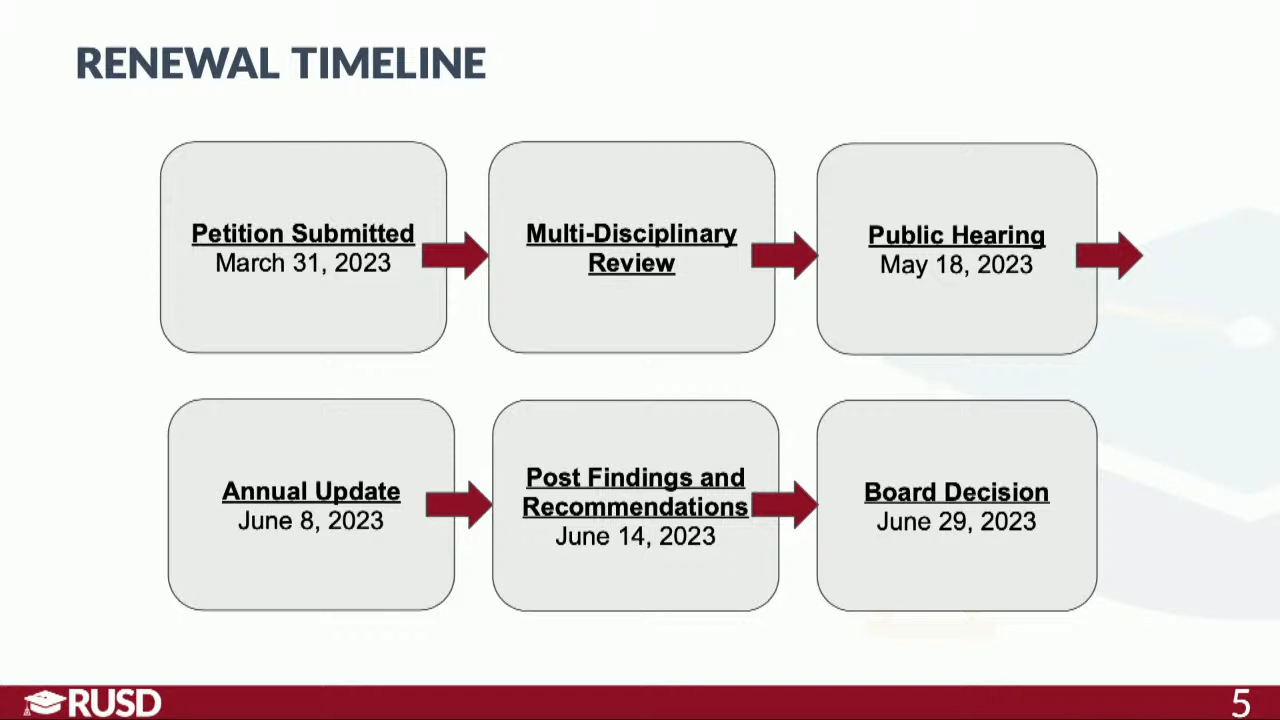 RENEWAL TIMELINE
Petition Submitted
March 31, 2023
Multi-Disciplinary
Review
Public Hearing
May 18, 2023
Annual Update
June 8, 2023
Post Findings and
Recommendations
June 14, 2023
Board Decision
June 29, 2023
RUSD
5